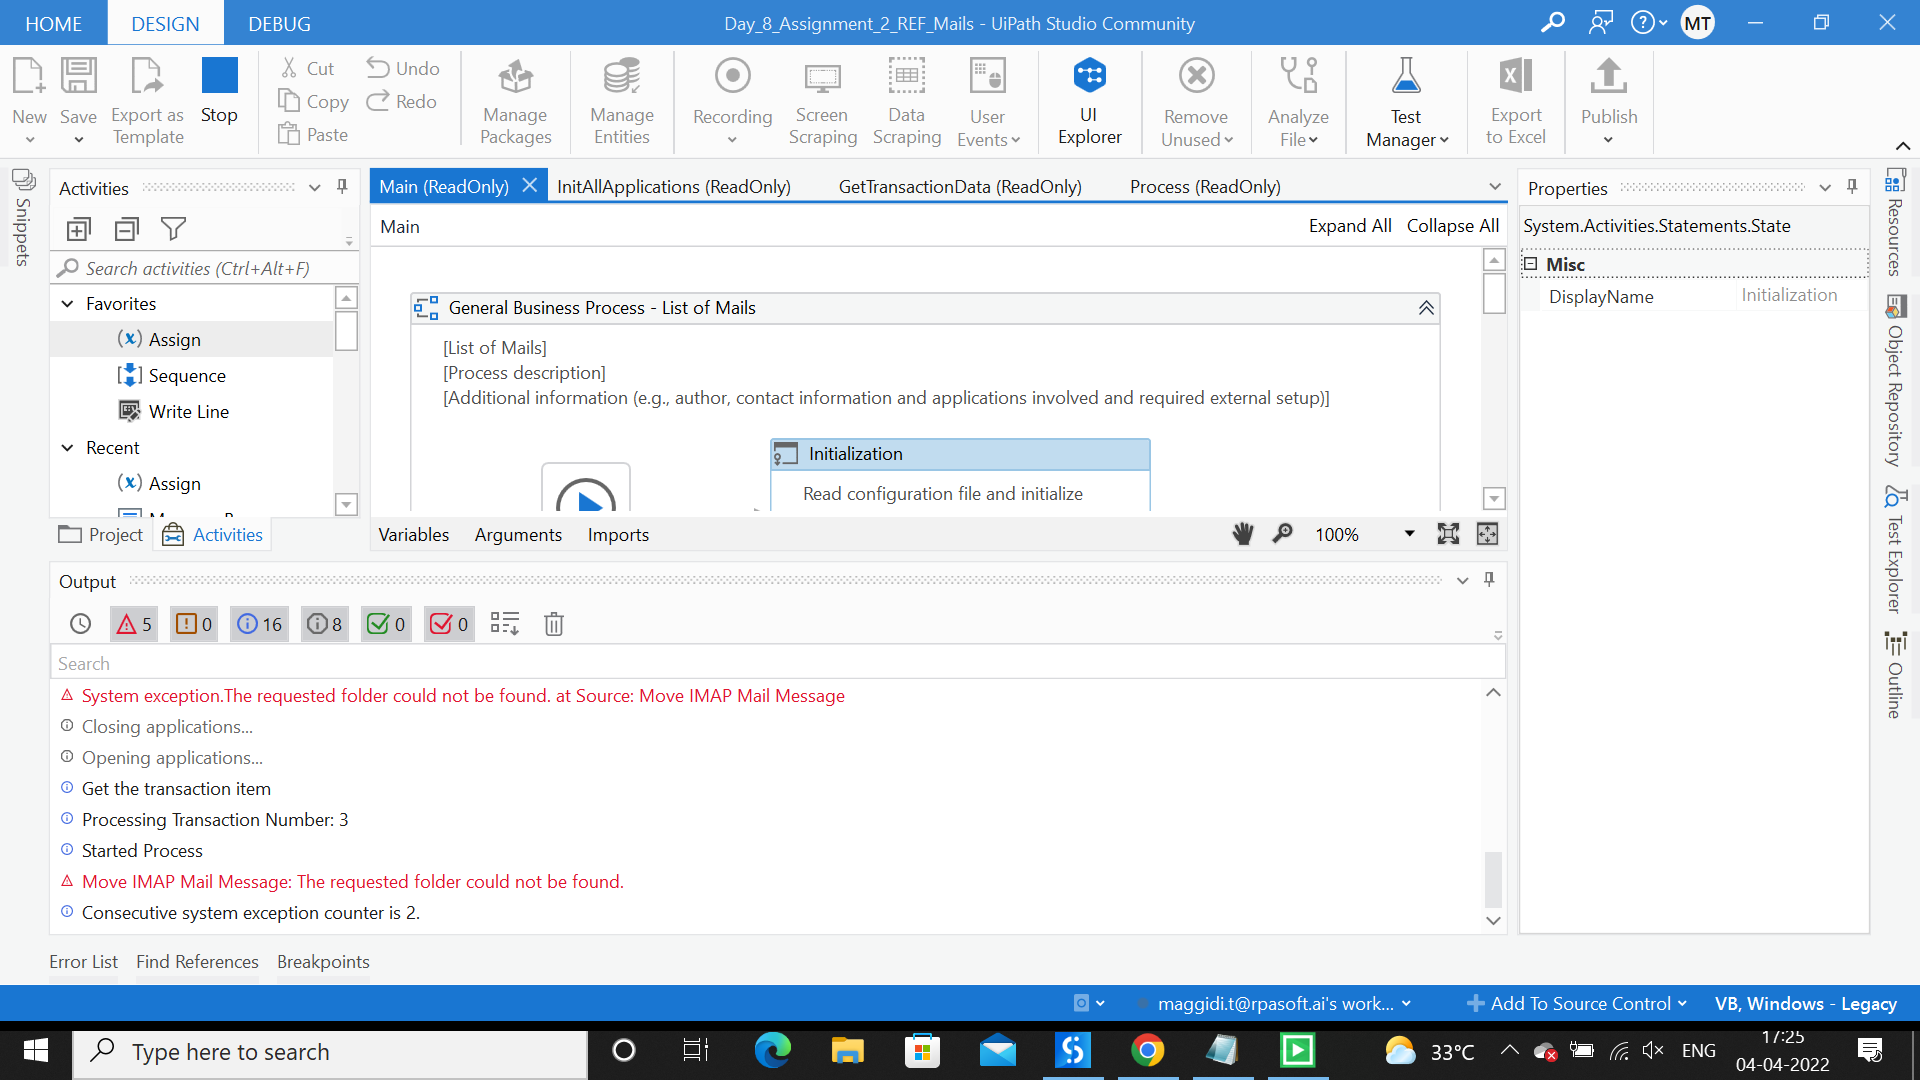 HOME DESIGN DEBUG Day_8_Assignment_2_REF_Mails - UiPath Studio Community MT
New Save Export as Template Stop Cut Copy Paste Undo Redo Manage Packages Manage Entities Recording Screen Scraping Data Scraping User Events UI Explorer Remove Unused Analyze File Test Manager Export to Excel Publish
Snippets
Activities
Search activities (Ctrl+Alt+F)
Favorites
Assign
Sequence
Write Line
Recent
Assign
Project Activities
Main (ReadOnly) InitAllApplications (ReadOnly) GetTransactionData (ReadOnly) Process (ReadOnly)
Main Expand All Collapse All
General Business Process - List of Mails
[List of Mails]
[Process description]
[Additional information (e.g., author, contact information and applications involved and required external setup)]
Initialization
Read configuration file and initialize
Variables Arguments Imports 100%
Properties
System.Activities.Statements.State
Misc
DisplayName Initialization
Resources
Object Repository
Test Explorer
Outline
Output
5 0 16 8 0 0
Search
System exception.The requested folder could not be found. at Source: Move IMAP Mail Message
Closing applications...
Opening applications...
Get the transaction item
Processing Transaction Number: 3
Started Process
Move IMAP Mail Message: The requested folder could not be found.
Consecutive system exception counter is 2.
Error List Find References Breakpoints
maggidi.t@rpasoft.ai's work... Add To Source Control VB, Windows - Legacy
Type here to search 33°C ENG 17:25
04-04-2022